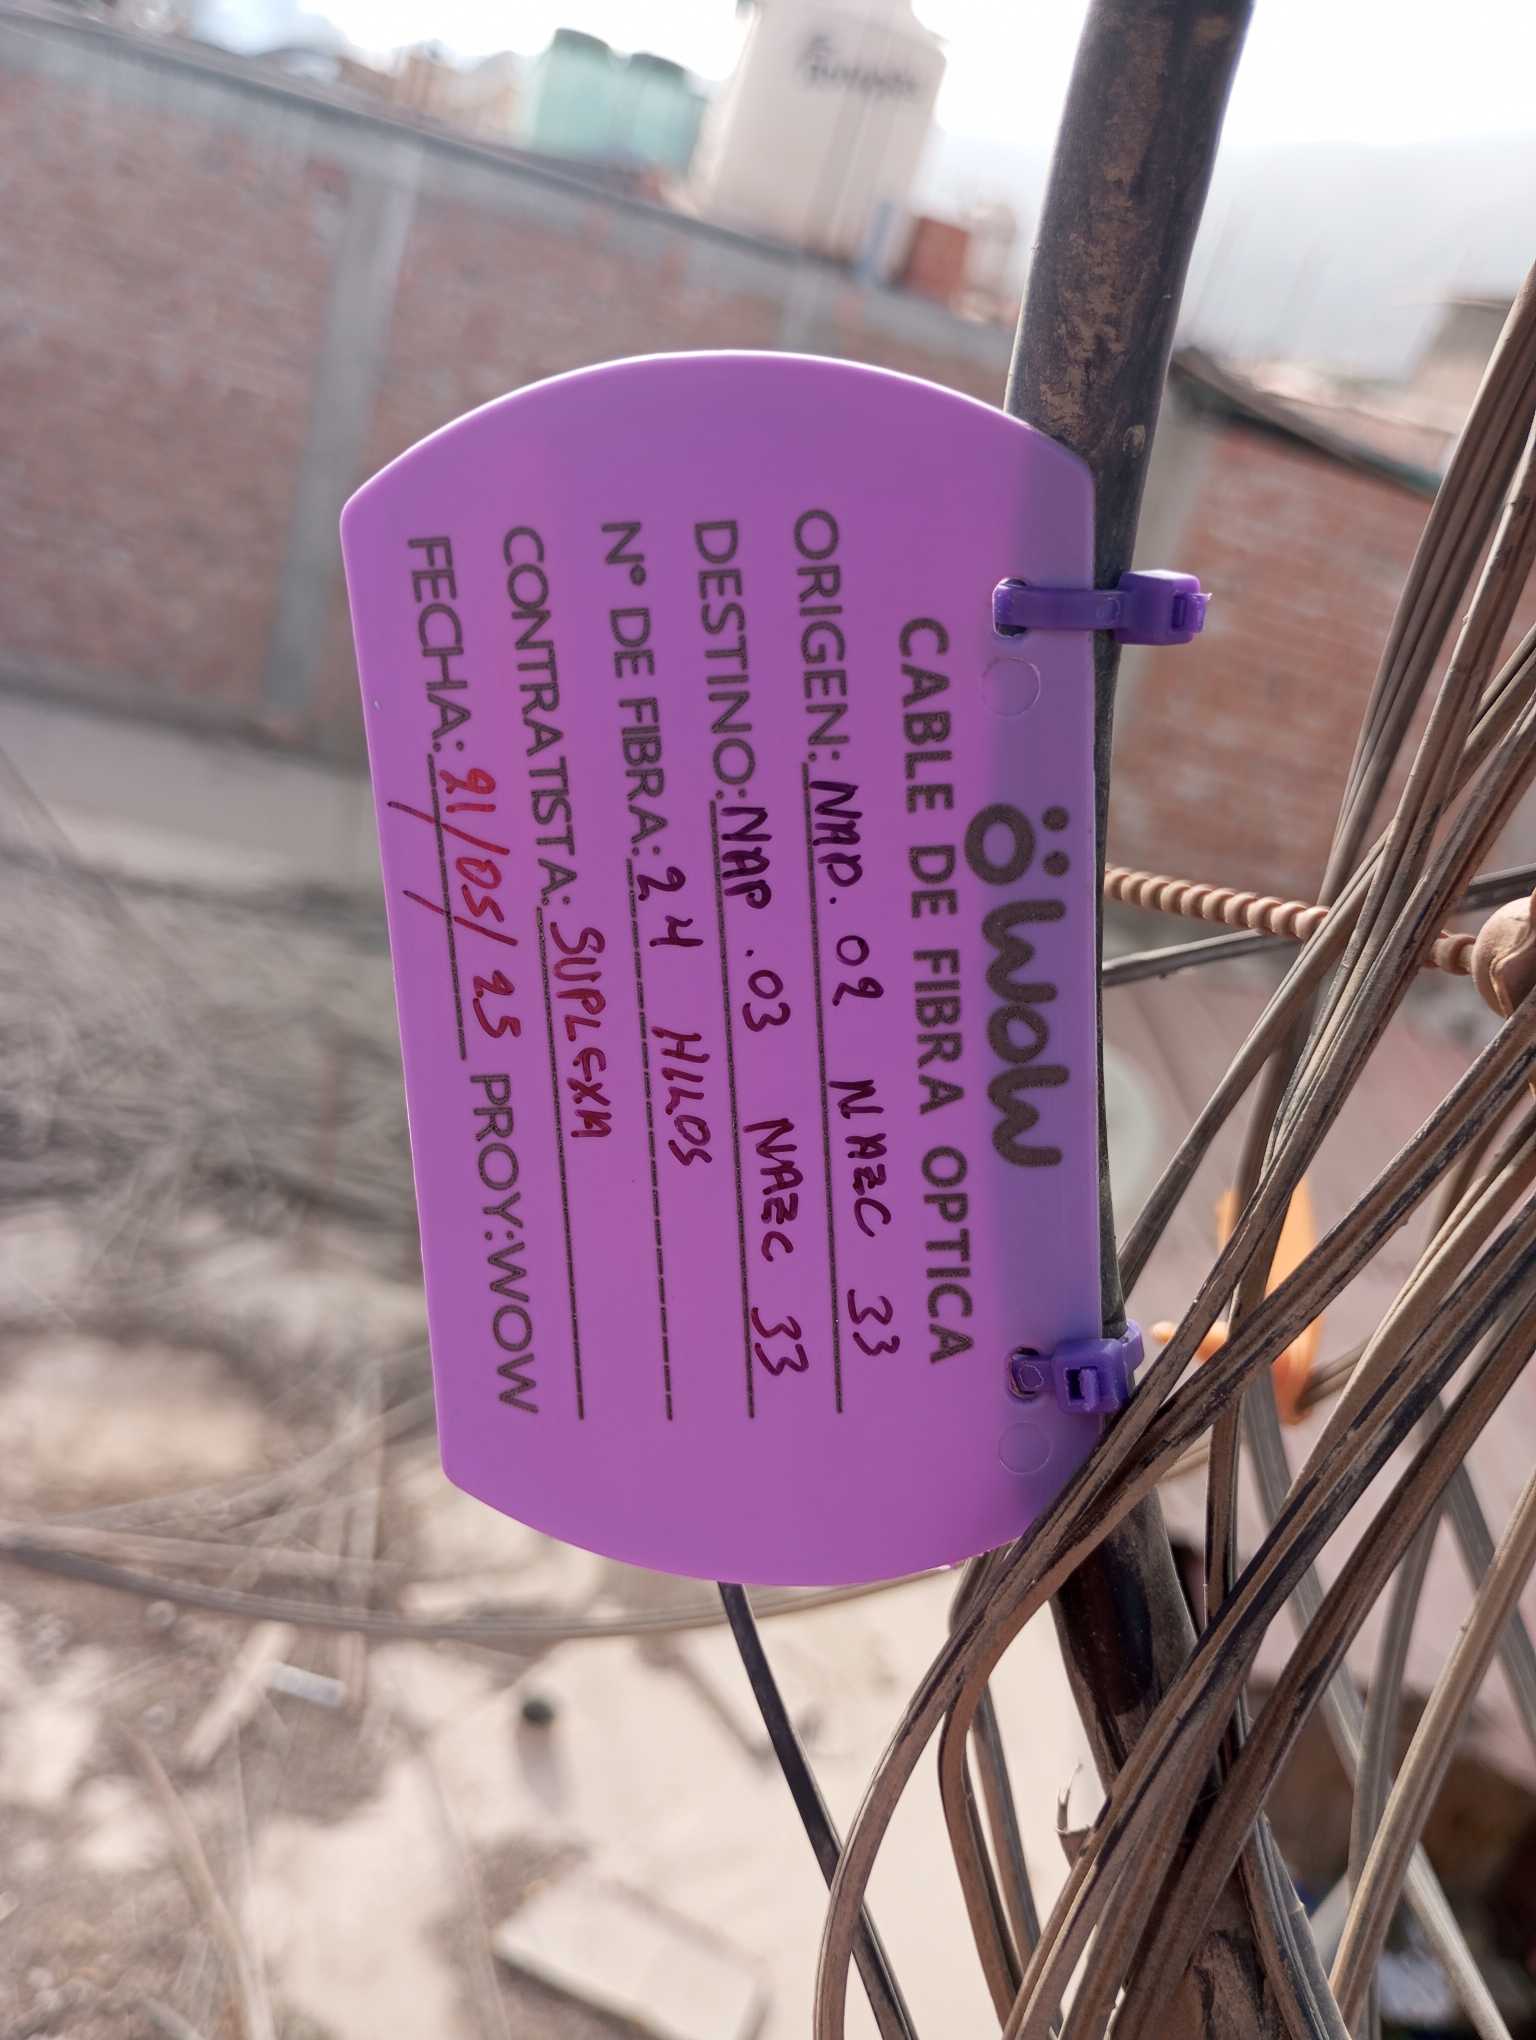 wow
CABLE DE FIBRA OPTICA
ORIGEN: NAP. 02 NAZC 33
DESTINO: NAP. 03 NAZC 33
N° DE FIBRA: 24 HILOS
CONTRATISTA: SUPLEXA
FECHA: 21/05/25 PROY:WOW